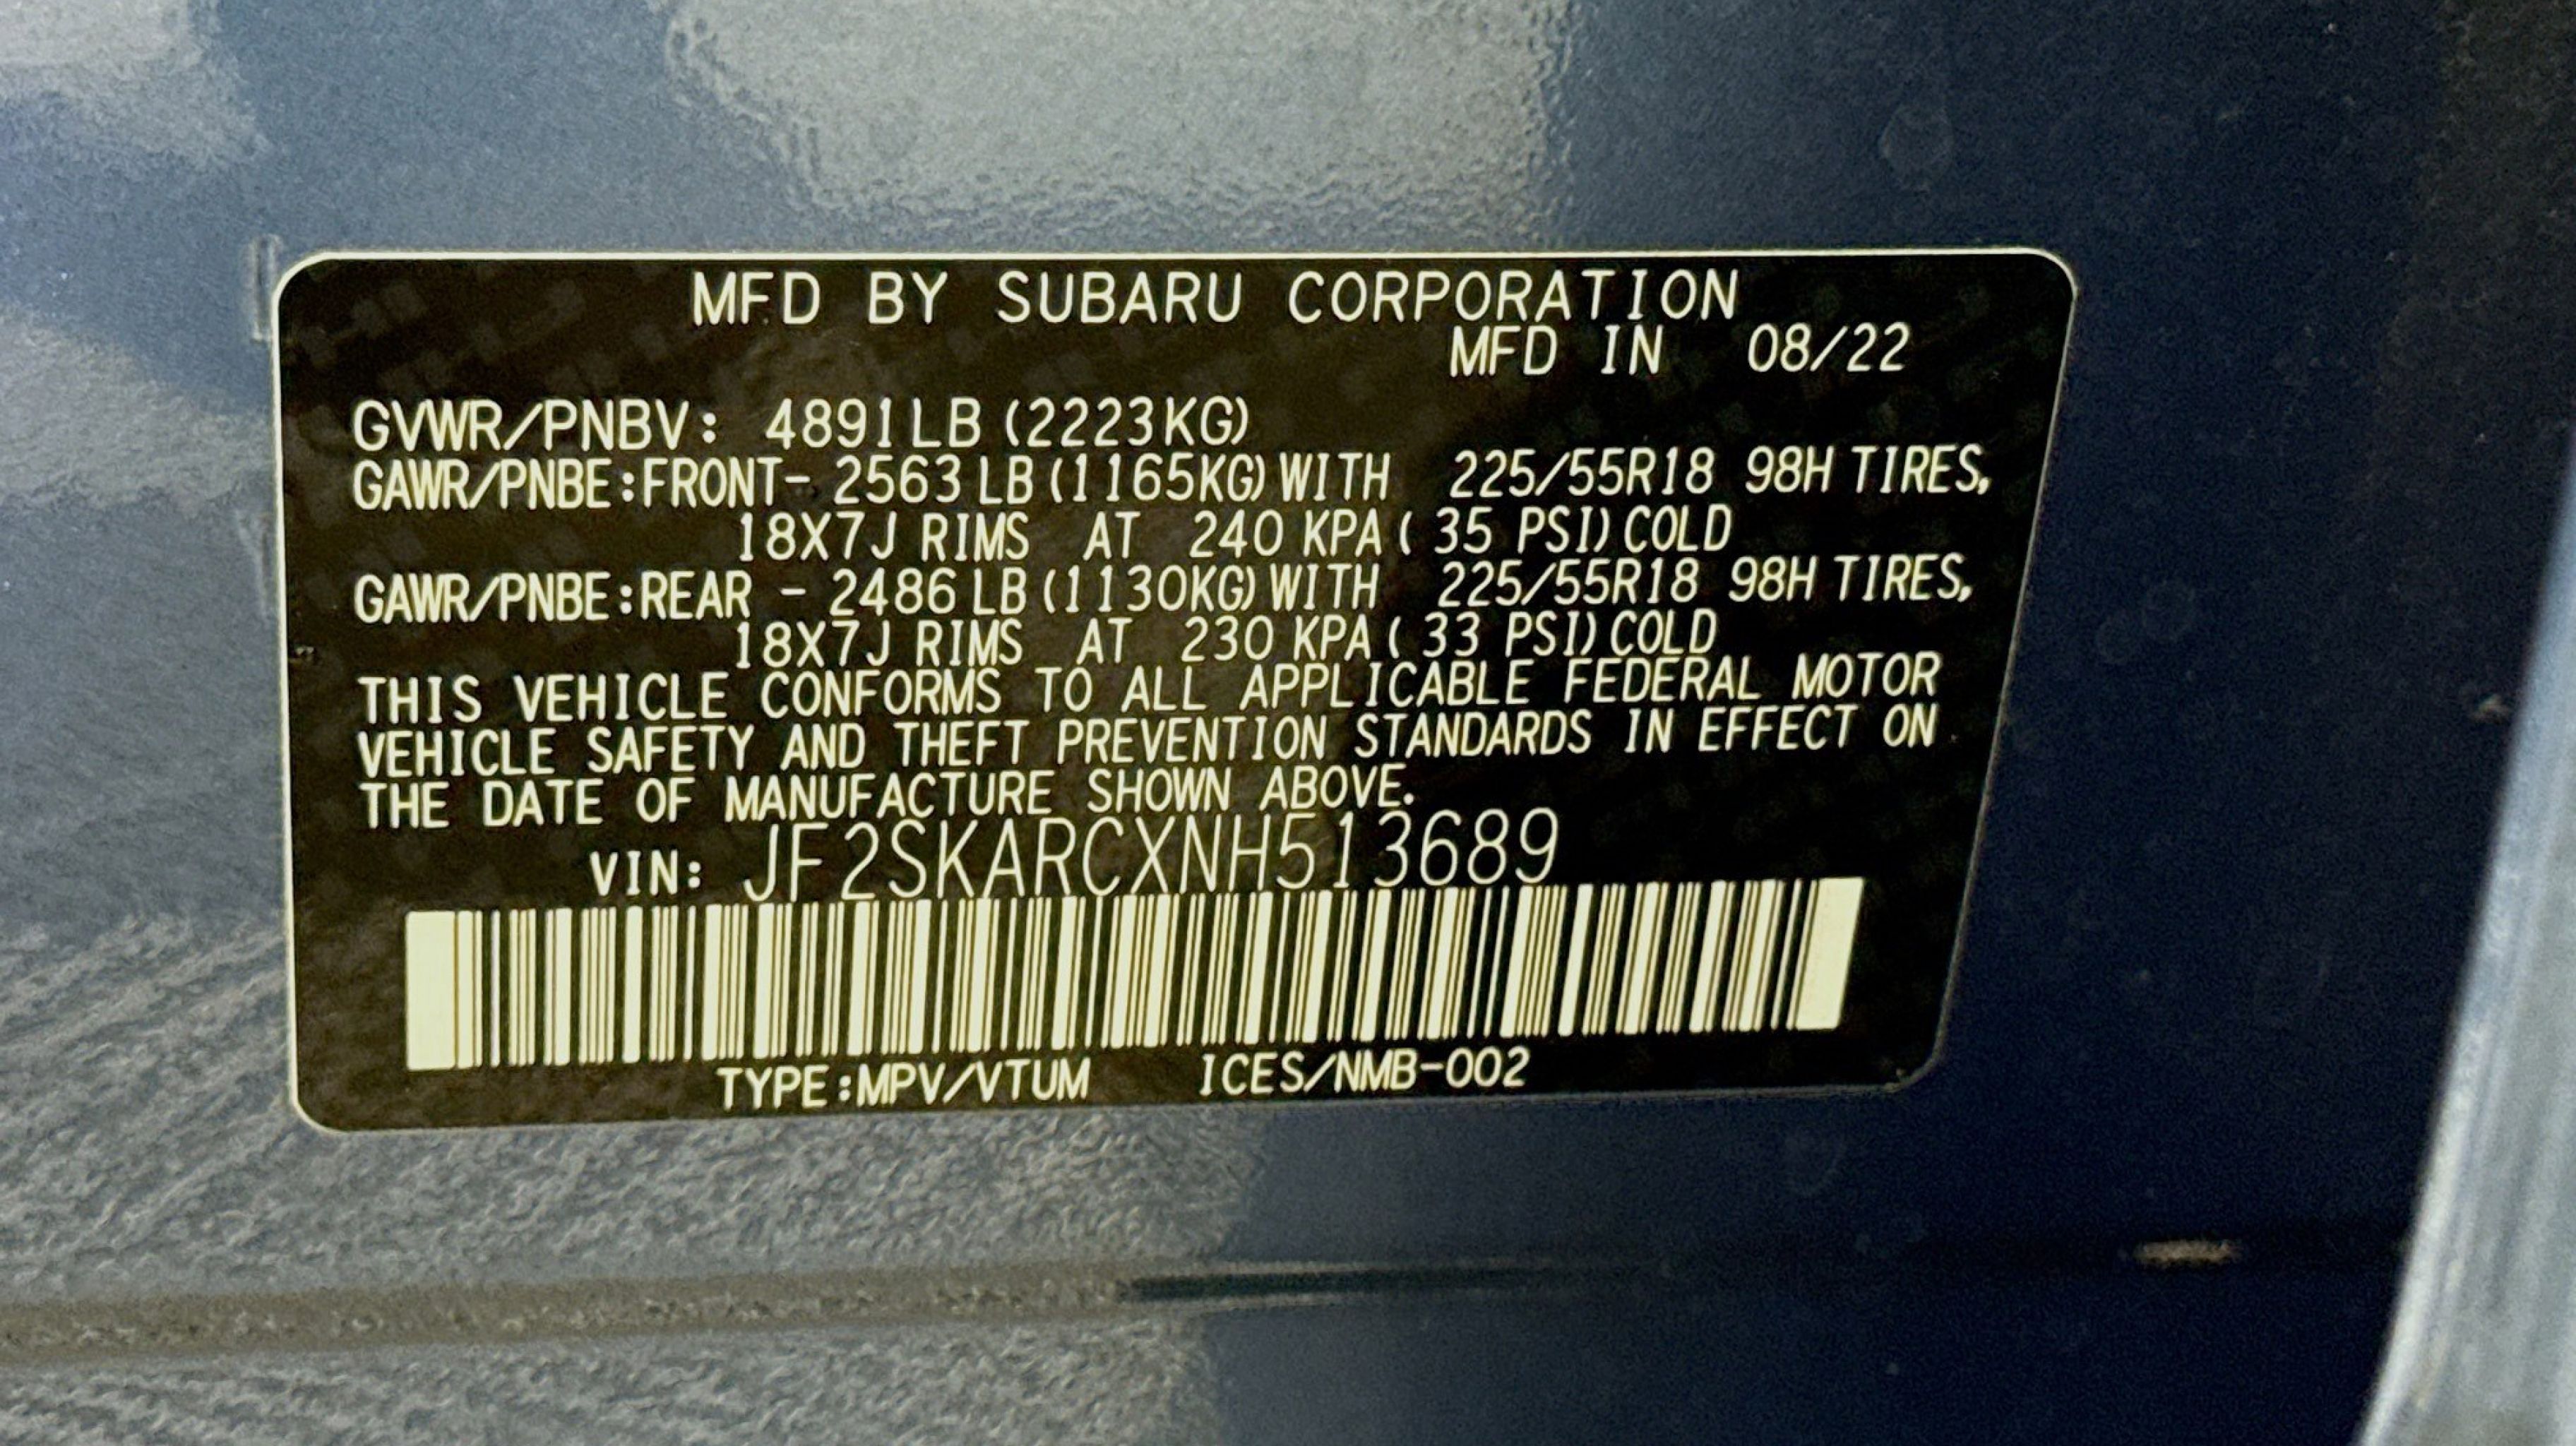 MFD BY SUBARU CORPORATION
MFD IN 08/22
GVWR/PNBV: 4891LB (2223KG)
GAWR/PNBE:FRONT- 2563 LB (1165KG) WITH 225/55R18 98H TIRES,
18X7J RIMS AT 240 KPA ( 35 PSI) COLD
GAWR/PNBE:REAR - 2486 LB (1130KG) WITH 225/55R18 98H TIRES,
18X7J RIMS AT 230 KPA ( 33 PSI) COLD
THIS VEHICLE CONFORMS TO ALL APPLICABLE FEDERAL MOTOR
VEHICLE SAFETY AND THEFT PREVENTION STANDARDS IN EFFECT ON
THE DATE OF MANUFACTURE SHOWN ABOVE.
VIN: JF2SKARCXNH513689
TYPE:MPV/VTUM ICES/NMB-002